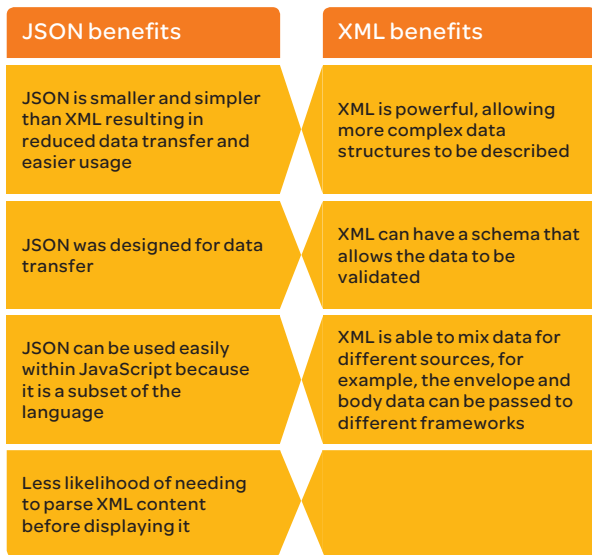 JSON benefits
JSON is smaller and simpler
than XML resulting in
reduced data transfer and
easier usage
JSON was designed for data
transfer
JSON can be used easily
within JavaScript because
it is a subset of the
language
Less likelihood of needing
to parse XML content
before displaying it
XML benefits
XML is powerful, allowing
more complex data
structures to be described
XML can have a schema that
allows the data to be
validated
XML is able to mix data for
different sources, for
example, the envelope and
body data can be passed to
different frameworks